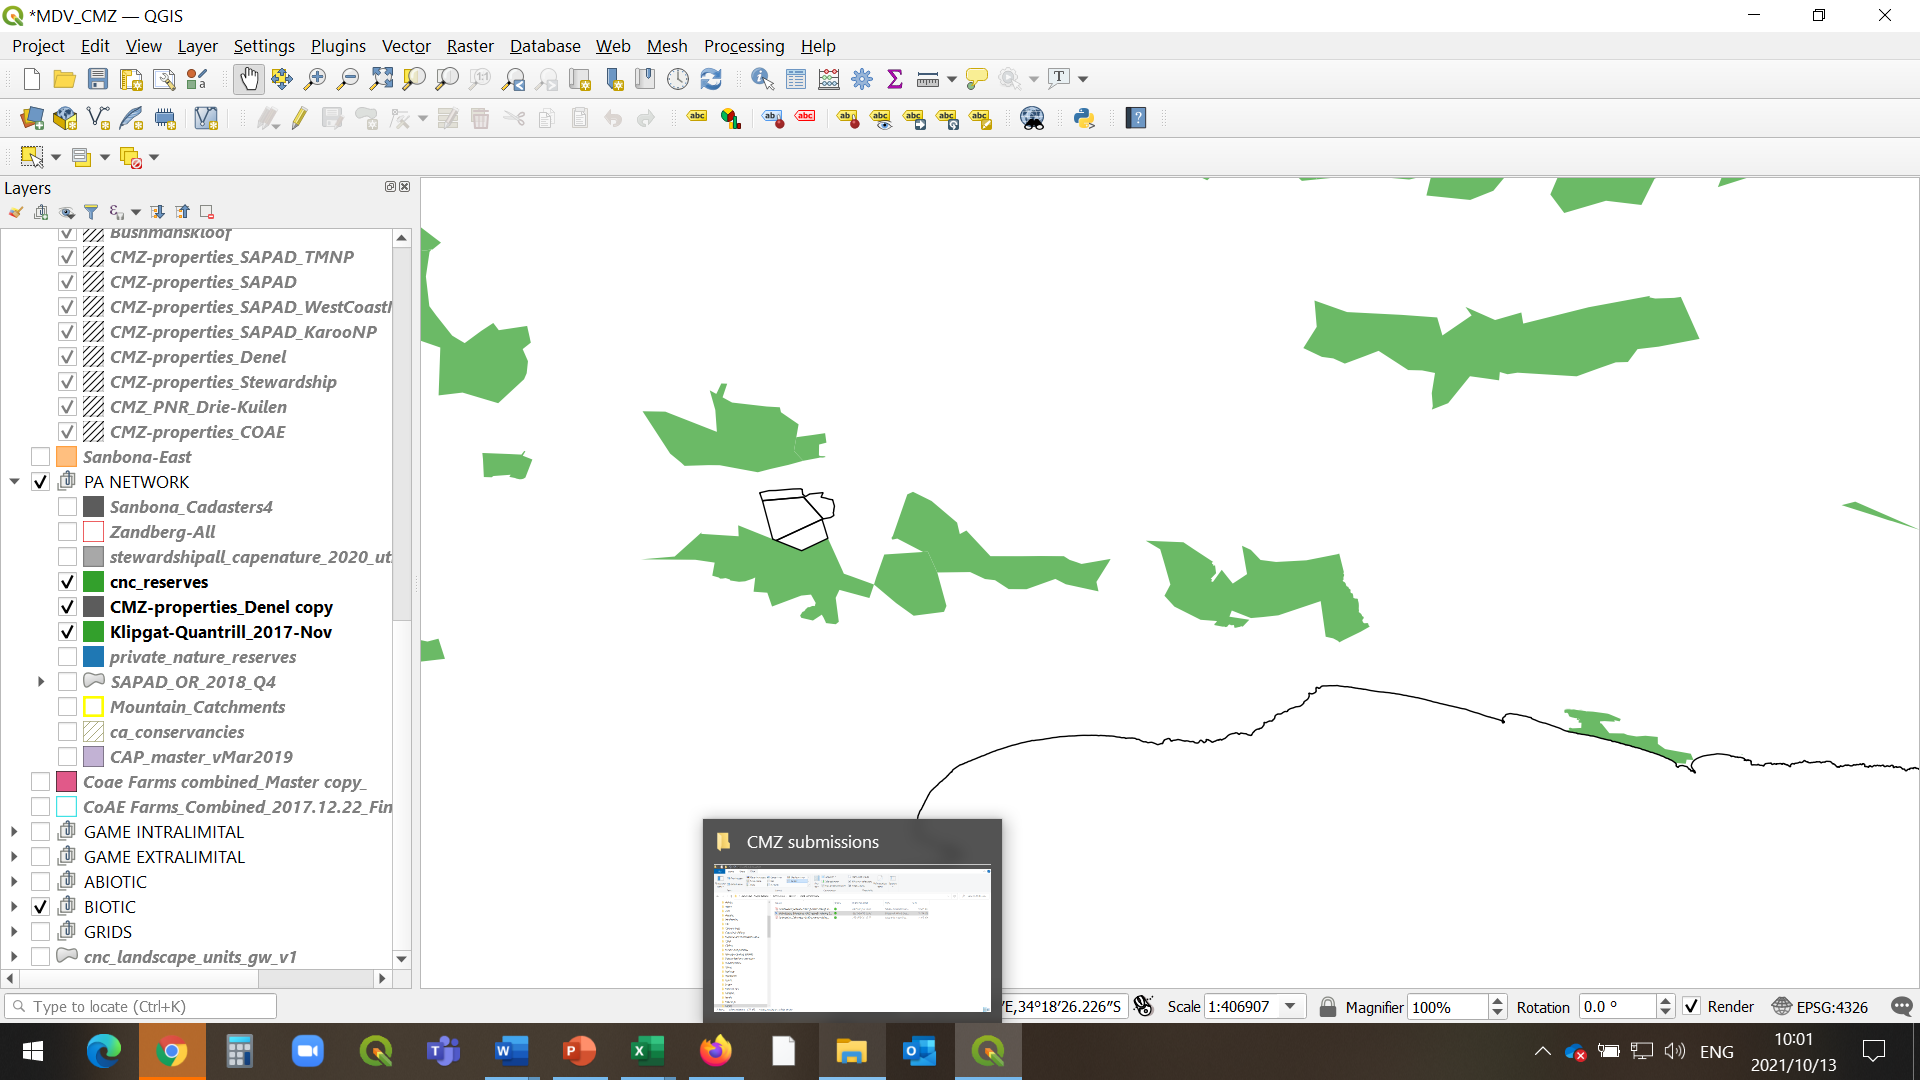 *MDV_CMZ — QGIS
Project Edit View Layer Settings Plugins Vector Raster Database Web Mesh Processing Help
Layers
Bushmanskloof
CMZ-properties_SAPAD_TMNP
CMZ-properties_SAPAD
CMZ-properties_SAPAD_WestCoast
CMZ-properties_SAPAD_KarooNP
CMZ-properties_Denel
CMZ-properties_Stewardship
CMZ_PNR_Drie-Kuilen
CMZ-properties_COAE
Sanbona-East
PA NETWORK
Sanbona_Cadasters4
Zandberg-All
stewardshipall_capenature_2020_ut
cnc_reserves
CMZ-properties_Denel copy
Klipgat-Quantrill_2017-Nov
private_nature_reserves
SAPAD_OR_2018_Q4
Mountain_Catchments
ca_conservancies
CAP_master_vMar2019
Coae Farms combined_Master copy_
CoAE Farms_Combined_2017.12.22_Fin
GAME INTRALIMITAL
GAME EXTRALIMITAL
ABIOTIC
BIOTIC
GRIDS
cnc_landscape_units_gw_v1
CMZ submissions
Type to locate (Ctrl+K)
'E,34°18'26.226"S Scale 1:406907 Magnifier 100% Rotation 0.0 ° Render EPSG:4326
ENG
10:01
2021/10/13